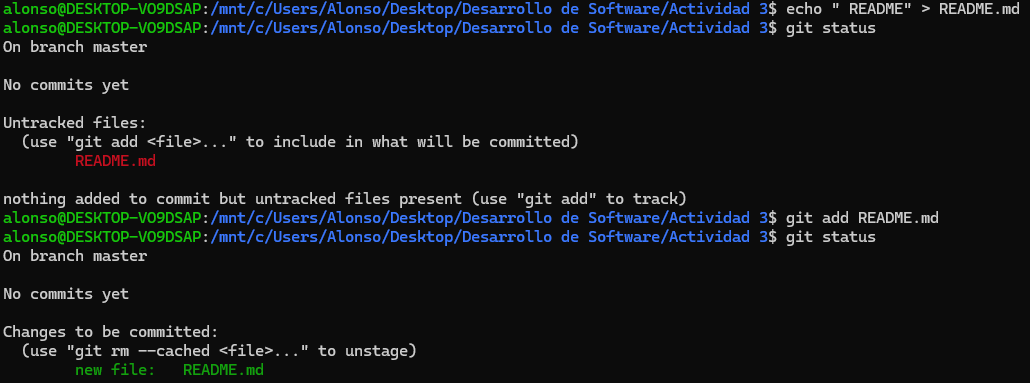 alonso@DESKTOP-VO9DSAP:/mnt/c/Users/Alonso/Desktop/Desarrollo de Software/Actividad 3$ echo " README" > README.md
alonso@DESKTOP-VO9DSAP:/mnt/c/Users/Alonso/Desktop/Desarrollo de Software/Actividad 3$ git status
On branch master

No commits yet

Untracked files:
  (use "git add <file>..." to include in what will be committed)
        README.md

nothing added to commit but untracked files present (use "git add" to track)
alonso@DESKTOP-VO9DSAP:/mnt/c/Users/Alonso/Desktop/Desarrollo de Software/Actividad 3$ git add README.md
alonso@DESKTOP-VO9DSAP:/mnt/c/Users/Alonso/Desktop/Desarrollo de Software/Actividad 3$ git status
On branch master

No commits yet

Changes to be committed:
  (use "git rm --cached <file>..." to unstage)
        new file:   README.md